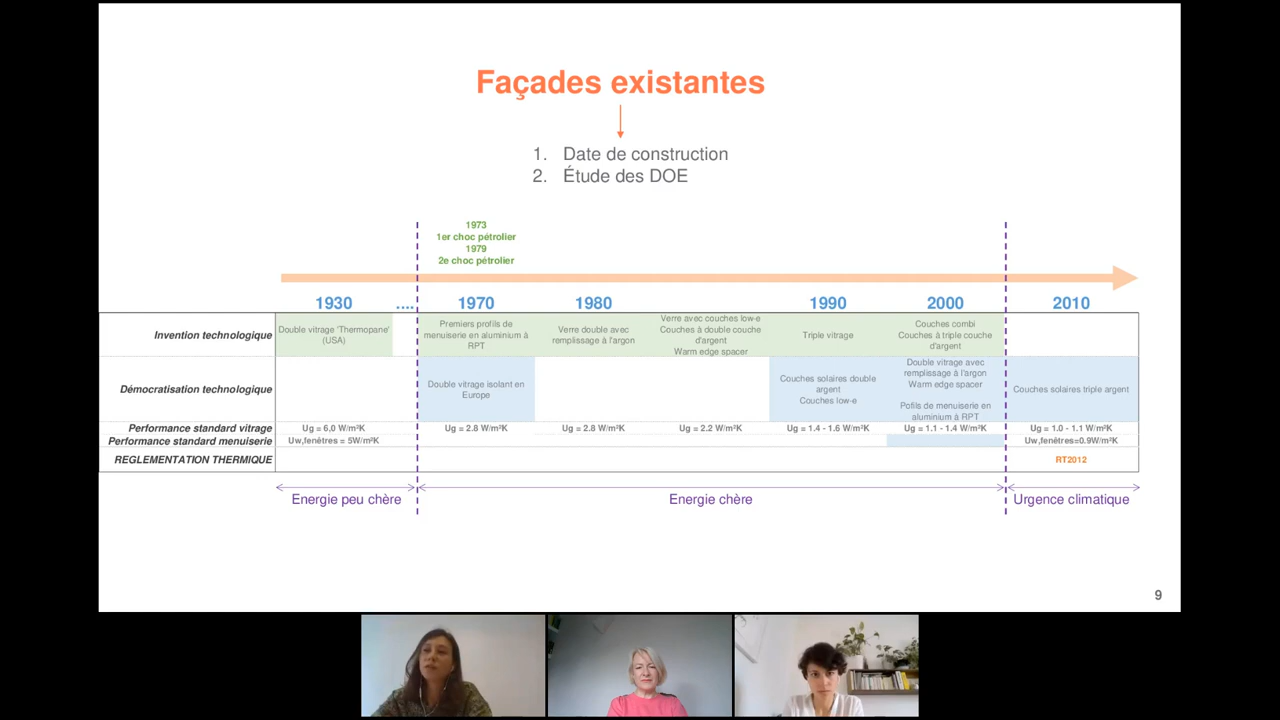 Façades existantes
1. Date de construction
2. Étude des DOE
1973
1er choc pétrolier
1979
2e choc pétrolier
1930 .... 1970 1980 1990 2000 2010
Invention technologique
Double vitrage 'Thermopane'
(USA)
Premiers profils de
menuiserie en aluminium à
RPT
Verre double avec
remplissage à l'argon
Verre avec couches low-e
Couches à double couche
d'argent
Warm edge spacer
Triple vitrage
Couches combi
Couches à triple couche
d'argent
Démocratisation technologique
Double vitrage isolant en
Europe
Couches solaires double
argent
Couches low-e
Double vitrage avec
remplissage à l'argon
Warm edge spacer
Pofils de menuiserie en
aluminium à RPT
Couches solaires triple argent
Performance standard vitrage Ug = 6,0 W/m²K Ug = 2.8 W/m²K Ug = 2.8 W/m²K Ug = 2.2 W/m²K Ug = 1.4 - 1.6 W/m²K Ug = 1.1 - 1.4 W/m²K Ug = 1.0 - 1.1 W/m²K
Performance standard menuiserie Uw,fenêtres = 5W/m²K Uw,fenêtres=0.9W/m²K
REGLEMENTATION THERMIQUE RT2012
Energie peu chère Energie chère Urgence climatique
9